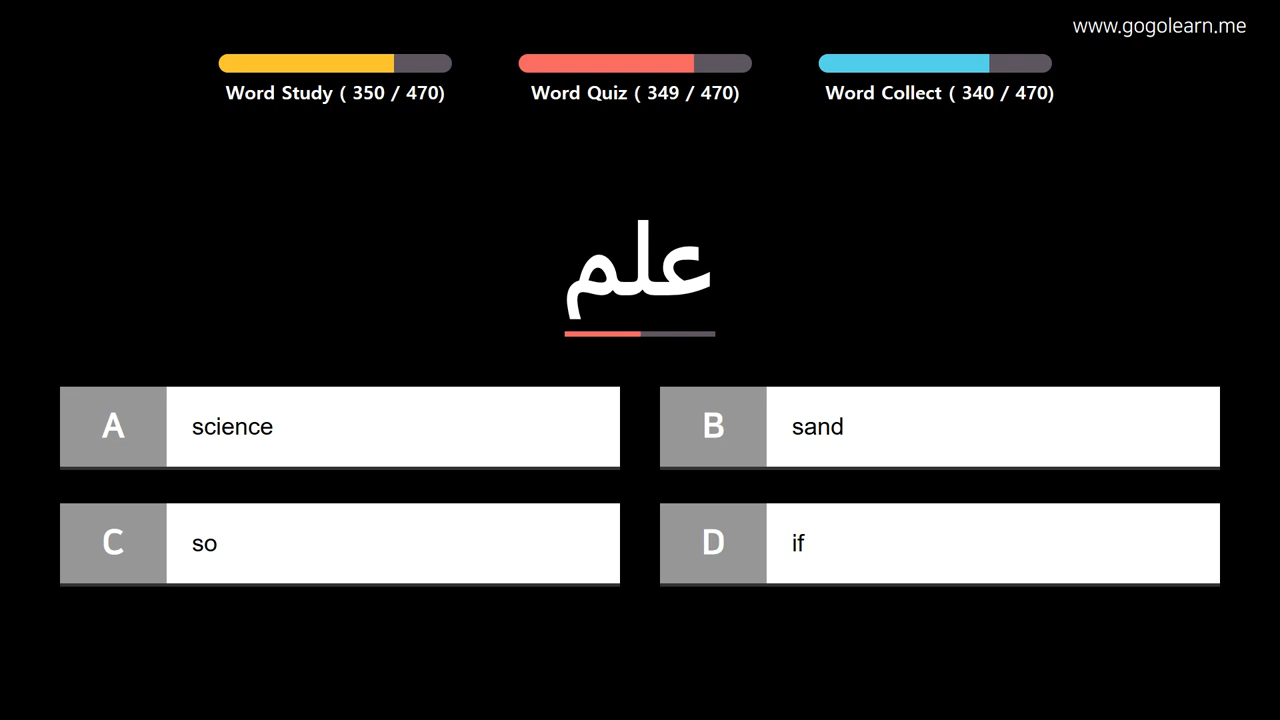 www.gogolearn.me
Word Study ( 350 / 470)
Word Quiz ( 349 / 470)
Word Collect ( 340 / 470)
علم
A science
B sand
C so
D if